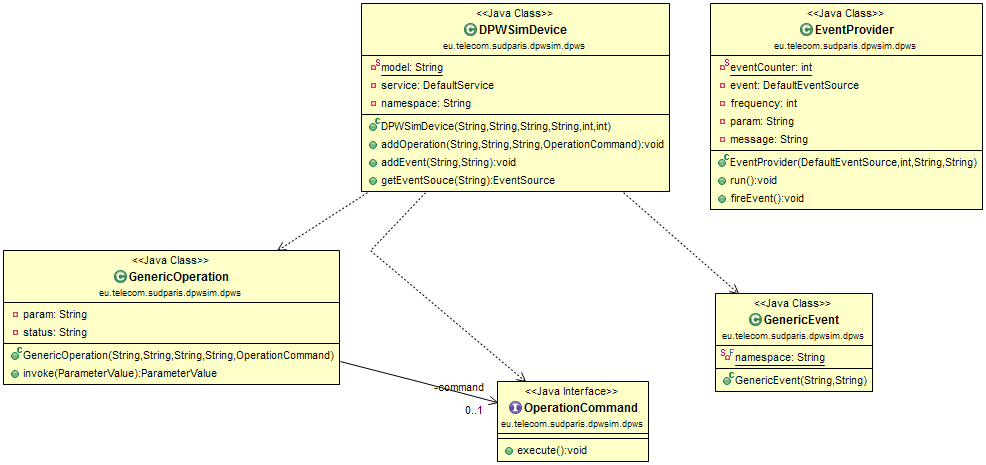 <<Java Class>>
DPWSimDevice
eu.telecom.sudparis.dpwsim.dpws
model: String
service: DefaultService
namespace: String
DPWSimDevice(String,String,String,String,int,int)
addOperation(String,String,String,OperationCommand):void
addEvent(String,String):void
getEventSouce(String):EventSource
<<Java Class>>
EventProvider
eu.telecom.sudparis.dpwsim.dpws
eventCounter: int
event: DefaultEventSource
frequency: int
param: String
message: String
EventProvider(DefaultEventSource,int,String,String)
run():void
fireEvent():void
<<Java Class>>
GenericOperation
eu.telecom.sudparis.dpwsim.dpws
param: String
status: String
GenericOperation(String,String,String,String,OperationCommand)
invoke(ParameterValue):ParameterValue
<<Java Class>>
GenericEvent
eu.telecom.sudparis.dpwsim.dpws
namespace: String
GenericEvent(String,String)
-command
0..1
<<Java Interface>>
OperationCommand
eu.telecom.sudparis.dpwsim.dpws
execute():void